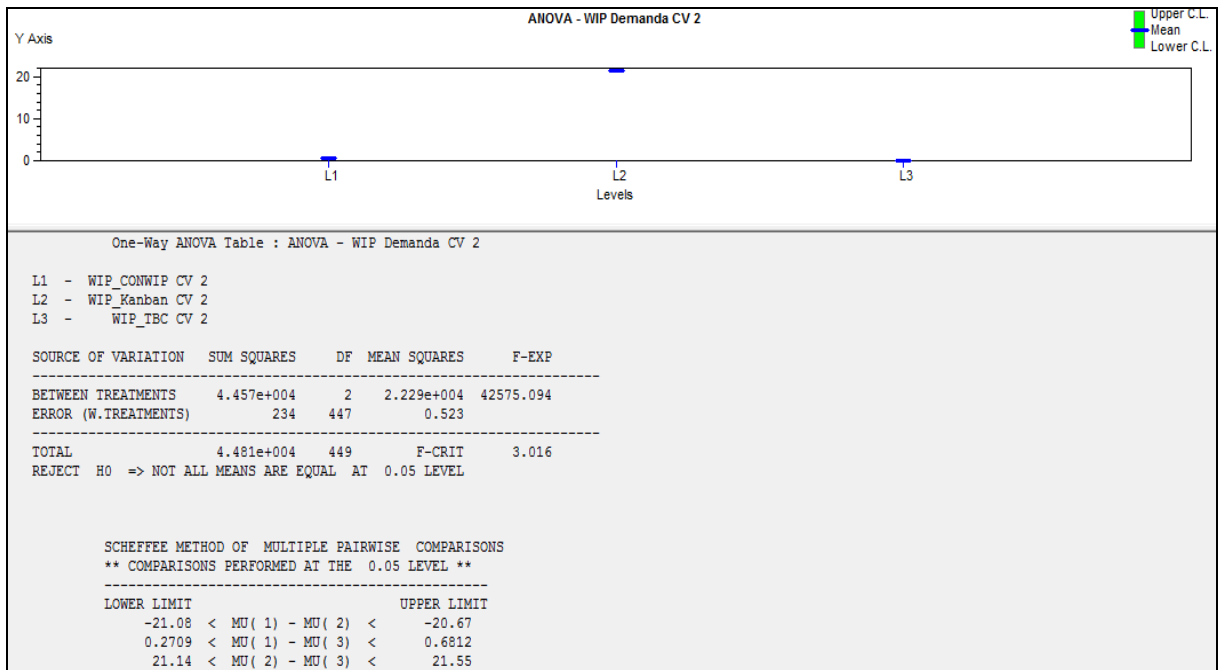 ANOVA - WIP Demanda CV 2
Upper C.L.
Mean
Lower C.L.
Y Axis
20
10
0
L1 L2 L3
Levels
One-Way ANOVA Table : ANOVA - WIP Demanda CV 2
L1 - WIP_CONWIP CV 2
L2 - WIP_Kanban CV 2
L3 - WIP_TBC CV 2
SOURCE OF VARIATION SUM SQUARES DF MEAN SQUARES F-EXP
BETWEEN TREATMENTS 4.457e+004 2 2.229e+004 42575.094
ERROR (W.TREATMENTS) 234 447 0.523
TOTAL 4.481e+004 449 F-CRIT 3.016
REJECT H0 => NOT ALL MEANS ARE EQUAL AT 0.05 LEVEL
SCHEFFEE METHOD OF MULTIPLE PAIRWISE COMPARISONS
** COMPARISONS PERFORMED AT THE 0.05 LEVEL **
LOWER LIMIT UPPER LIMIT
-21.08 < MU( 1) - MU( 2) < -20.67
0.2709 < MU( 1) - MU( 3) < 0.6812
21.14 < MU( 2) - MU( 3) < 21.55